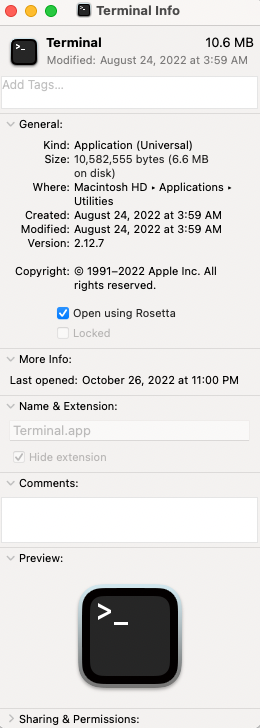 Terminal Info
Terminal 10.6 MB
Modified: August 24, 2022 at 3:59 AM
Add Tags...
General:
Kind: Application (Universal)
Size: 10,582,555 bytes (6.6 MB
on disk)
Where: Macintosh HD ‣ Applications ‣
Utilities
Created: August 24, 2022 at 3:59 AM
Modified: August 24, 2022 at 3:59 AM
Version: 2.12.7
Copyright: © 1991–2022 Apple Inc. All
rights reserved.
Open using Rosetta
Locked
More Info:
Last opened: October 26, 2022 at 11:00 PM
Name & Extension:
Terminal.app
Hide extension
Comments:
Preview:
>_
Sharing & Permissions: